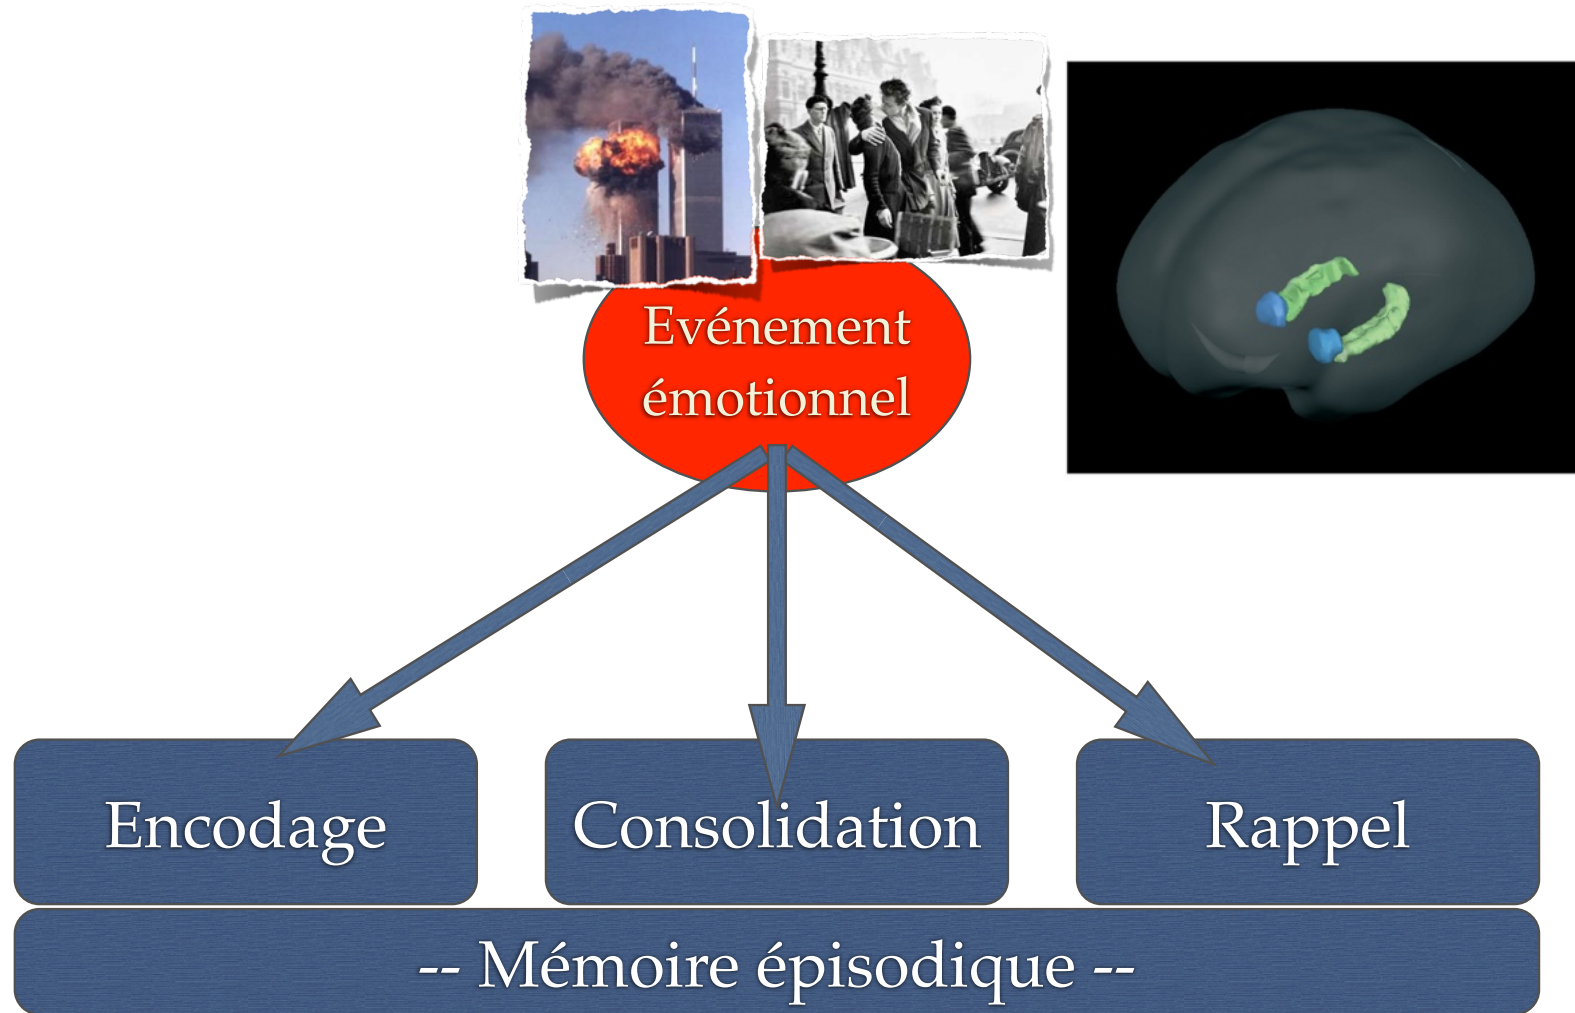 Evénement
émotionnel
Encodage
Consolidation
Rappel
-- Mémoire épisodique --